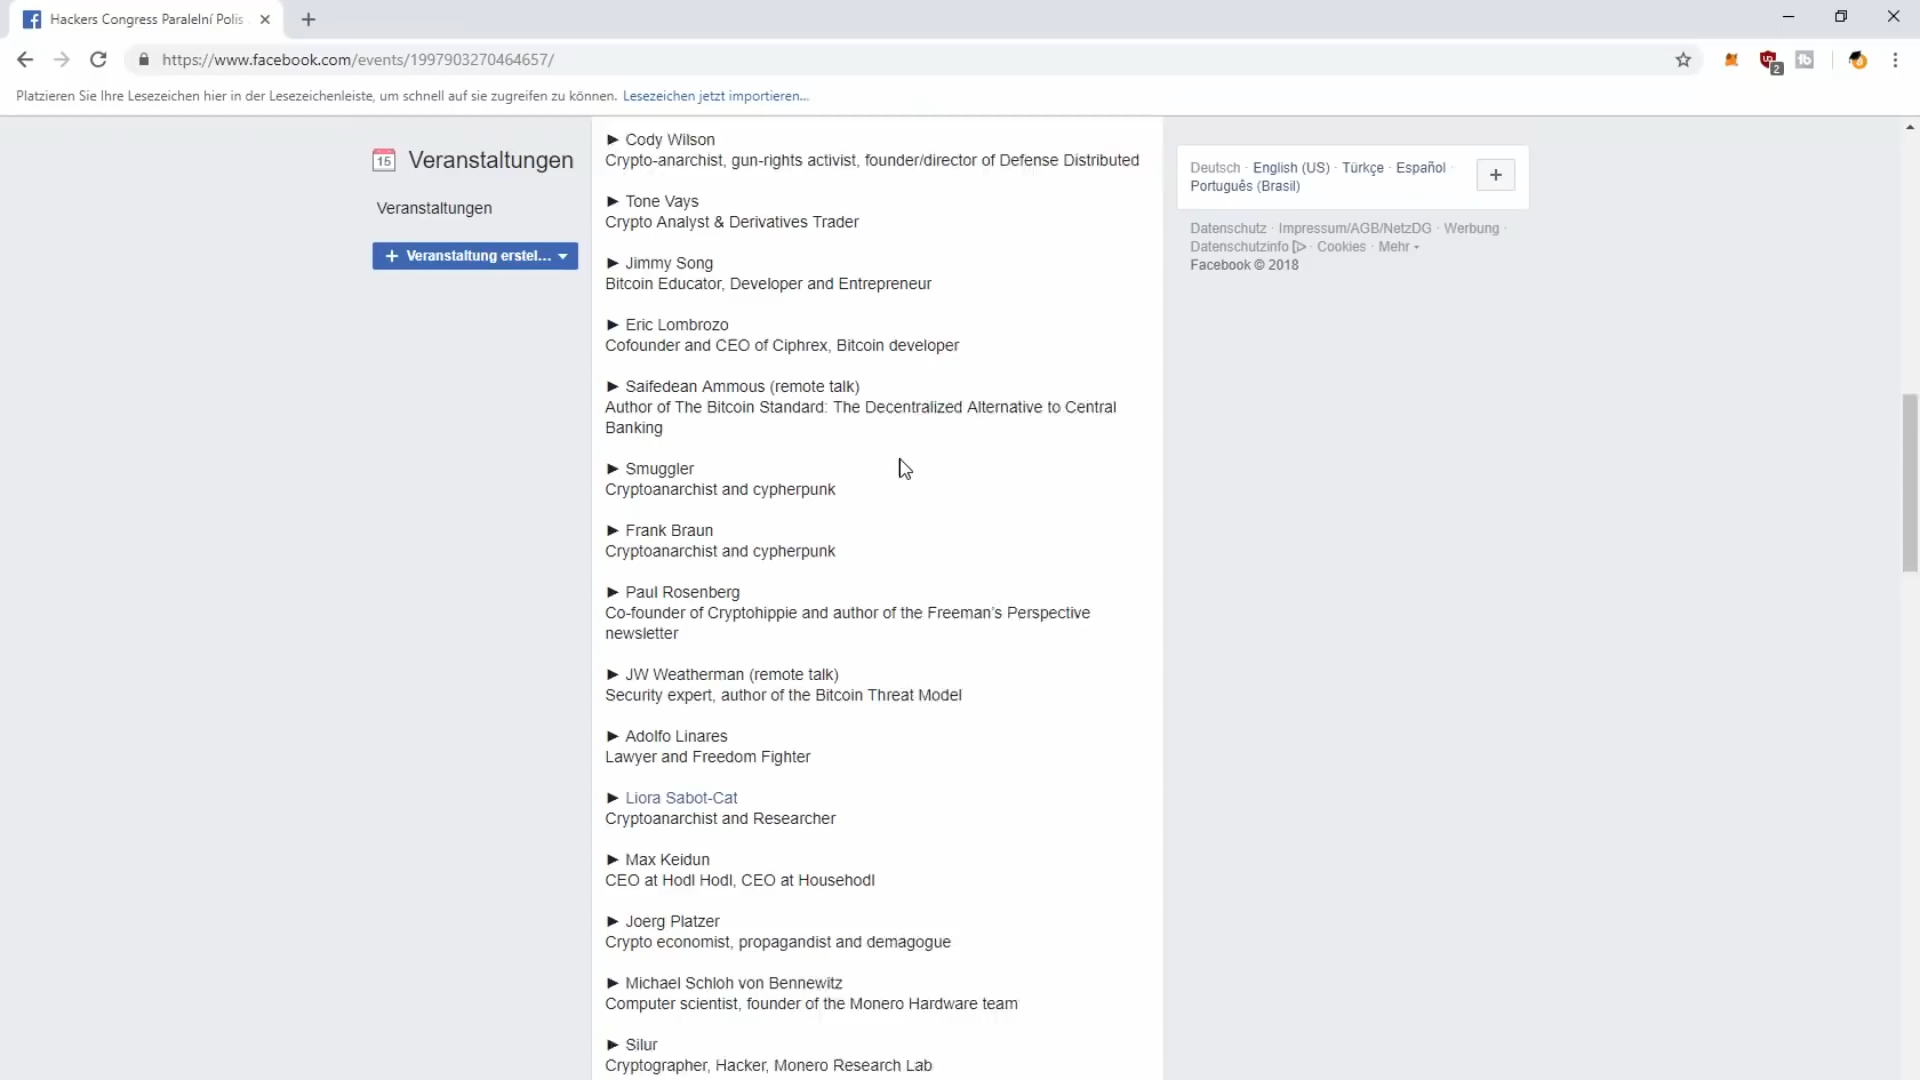 Hackers Congress Paralelní Polis
https://www.facebook.com/events/1997903270464657/
2
Platzieren Sie Ihre Lesezeichen hier in der Lesezeichenleiste, um schnell auf sie zugreifen zu können. Lesezeichen jetzt importieren...
15 Veranstaltungen
Veranstaltungen
+ Veranstaltung erstel...
► Cody Wilson
Crypto-anarchist, gun-rights activist, founder/director of Defense Distributed
► Tone Vays
Crypto Analyst & Derivatives Trader
► Jimmy Song
Bitcoin Educator, Developer and Entrepreneur
► Eric Lombrozo
Cofounder and CEO of Ciphrex, Bitcoin developer
► Saifedean Ammous (remote talk)
Author of The Bitcoin Standard: The Decentralized Alternative to Central
Banking
► Smuggler
Cryptoanarchist and cypherpunk
► Frank Braun
Cryptoanarchist and cypherpunk
► Paul Rosenberg
Co-founder of Cryptohippie and author of the Freeman's Perspective
newsletter
► JW Weatherman (remote talk)
Security expert, author of the Bitcoin Threat Model
► Adolfo Linares
Lawyer and Freedom Fighter
► Liora Sabot-Cat
Cryptoanarchist and Researcher
► Max Keidun
CEO at Hodl Hodl, CEO at Househodl
► Joerg Platzer
Crypto economist, propagandist and demagogue
► Michael Schloh von Bennewitz
Computer scientist, founder of the Monero Hardware team
► Silur
Cryptographer, Hacker, Monero Research Lab
Deutsch · English (US) · Türkçe · Español ·
Português (Brasil)
Datenschutz · Impressum/AGB/NetzDG · Werbung ·
Datenschutzinfo · Cookies · Mehr
Facebook © 2018